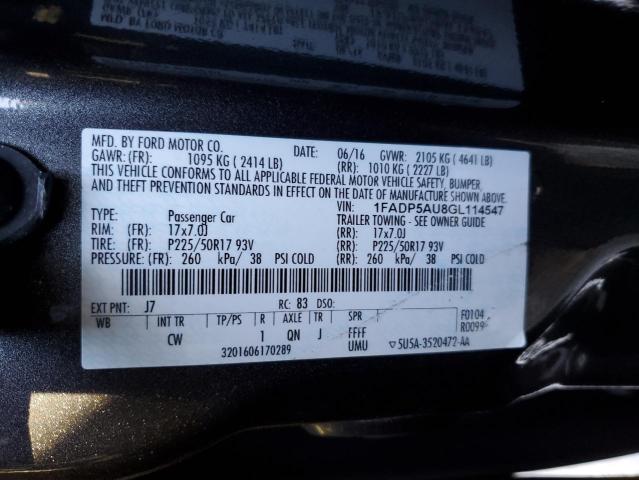 MFD. BY FORD MOTOR CO. DATE: 06/16 GVWR: 2105 KG ( 4641 LB)
GAWR: (FR): 1095 KG ( 2414 LB) (RR): 1010 KG ( 2227 LB)
THIS VEHICLE CONFORMS TO ALL APPLICABLE FEDERAL MOTOR VEHICLE SAFETY, BUMPER,
AND THEFT PREVENTION STANDARDS IN EFFECT ON THE DATE OF MANUFACTURE SHOWN ABOVE.
VIN: 1FADP5AU8GL114547
TYPE: Passenger Car TRAILER TOWING - SEE OWNER GUIDE
RIM: (FR): 17x7.0J (RR): 17x7.0J
TIRE: (FR): P225/50R17 93V (RR): P225/50R17 93V
PRESSURE: (FR): 260 kPa/ 38 PSI COLD (RR): 260 kPa/ 38 PSI COLD
EXT PNT: J7 RC: 83 DSO: F0104
WB INT TR TP/PS R AXLE TR SPR
CW 1 QN J FFFF
3201606170289 UMU 5U5A-3520472-AA